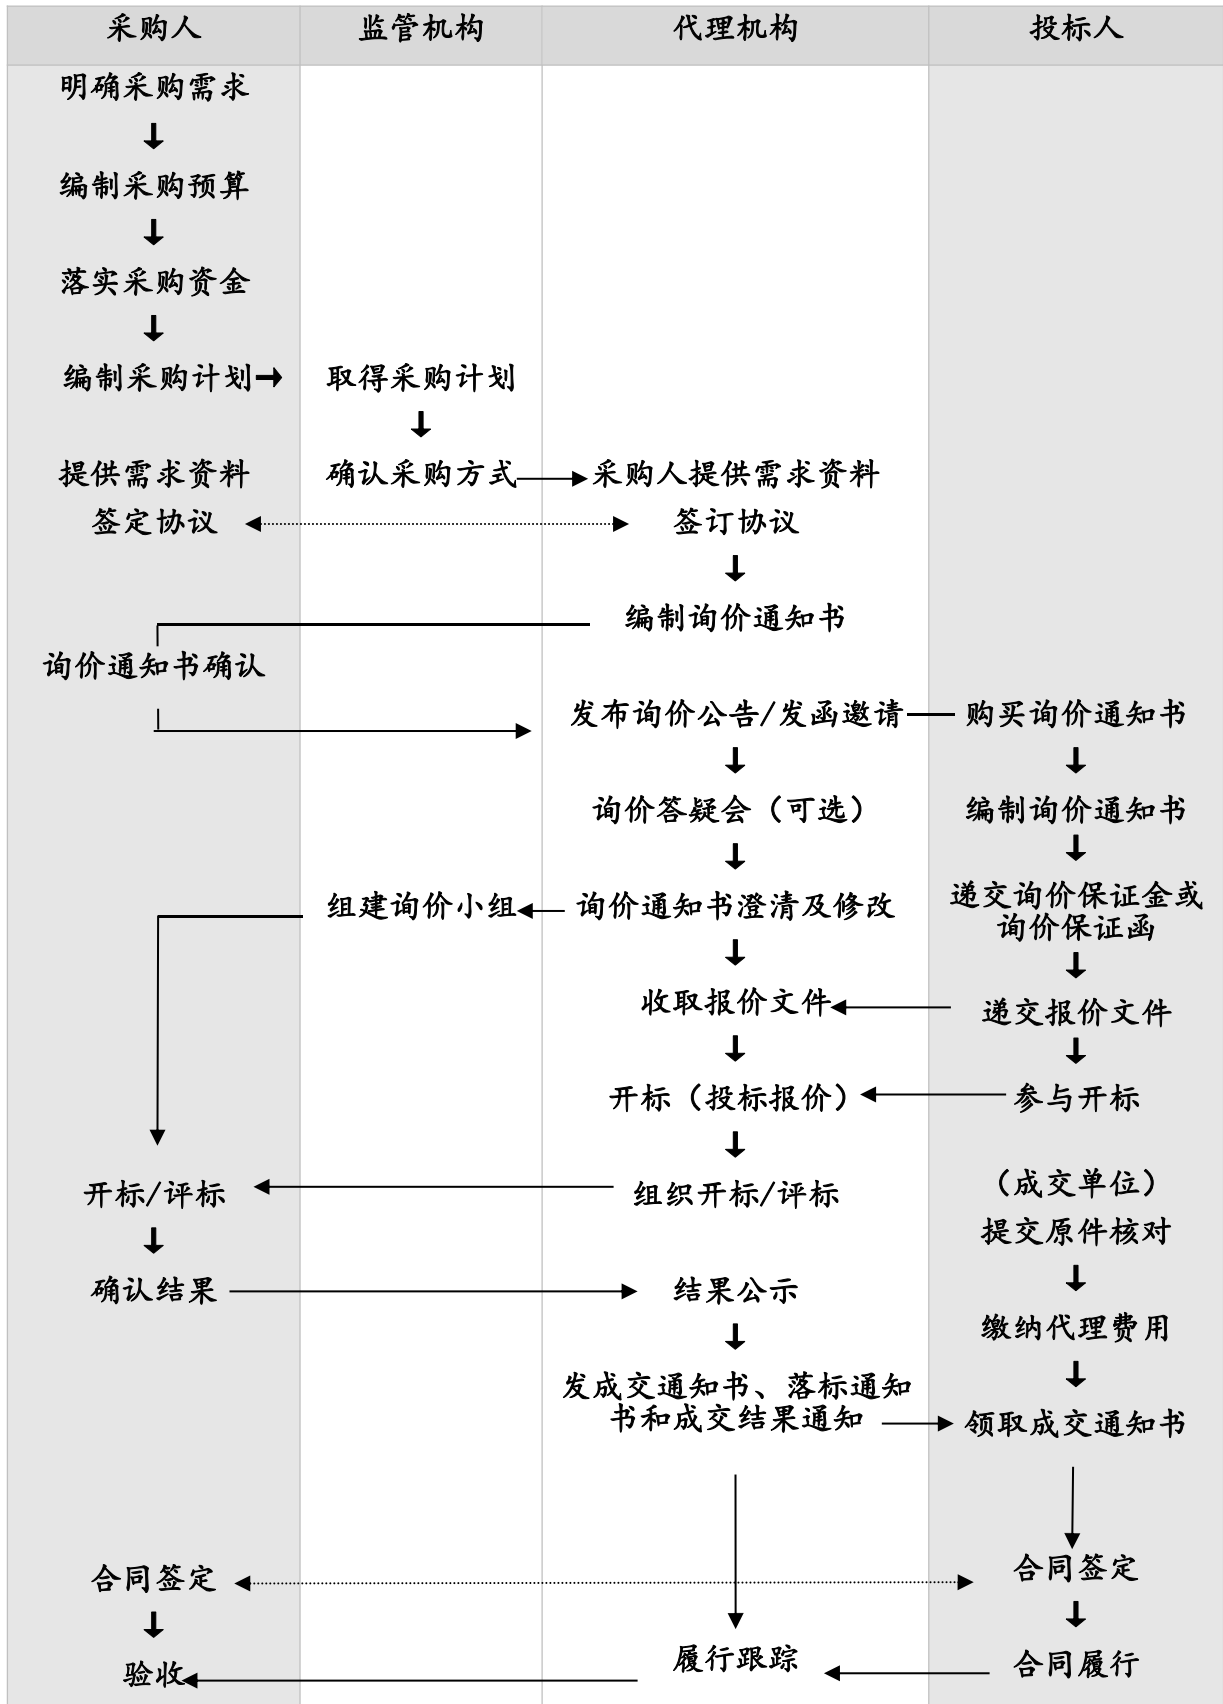 采购人 监管机构 代理机构 投标人
明确采购需求
编制采购预算
落实采购资金
编制采购计划 取得采购计划
提供需求资料 确认采购方式 采购人提供需求资料
签定协议 签订协议
编制询价通知书
询价通知书确认
发布询价公告/发函邀请 购买询价通知书
询价答疑会（可选） 编制询价通知书
组建询价小组 询价通知书澄清及修改 递交询价保证金或
询价保证函
收取报价文件 递交报价文件
开标（投标报价） 参与开标
开标/评标 组织开标/评标 （成交单位）
提交原件核对
确认结果 结果公示
缴纳代理费用
发成交通知书、落标通知
书和成交结果通知 领取成交通知书
合同签定 合同签定
验收 履行跟踪 合同履行